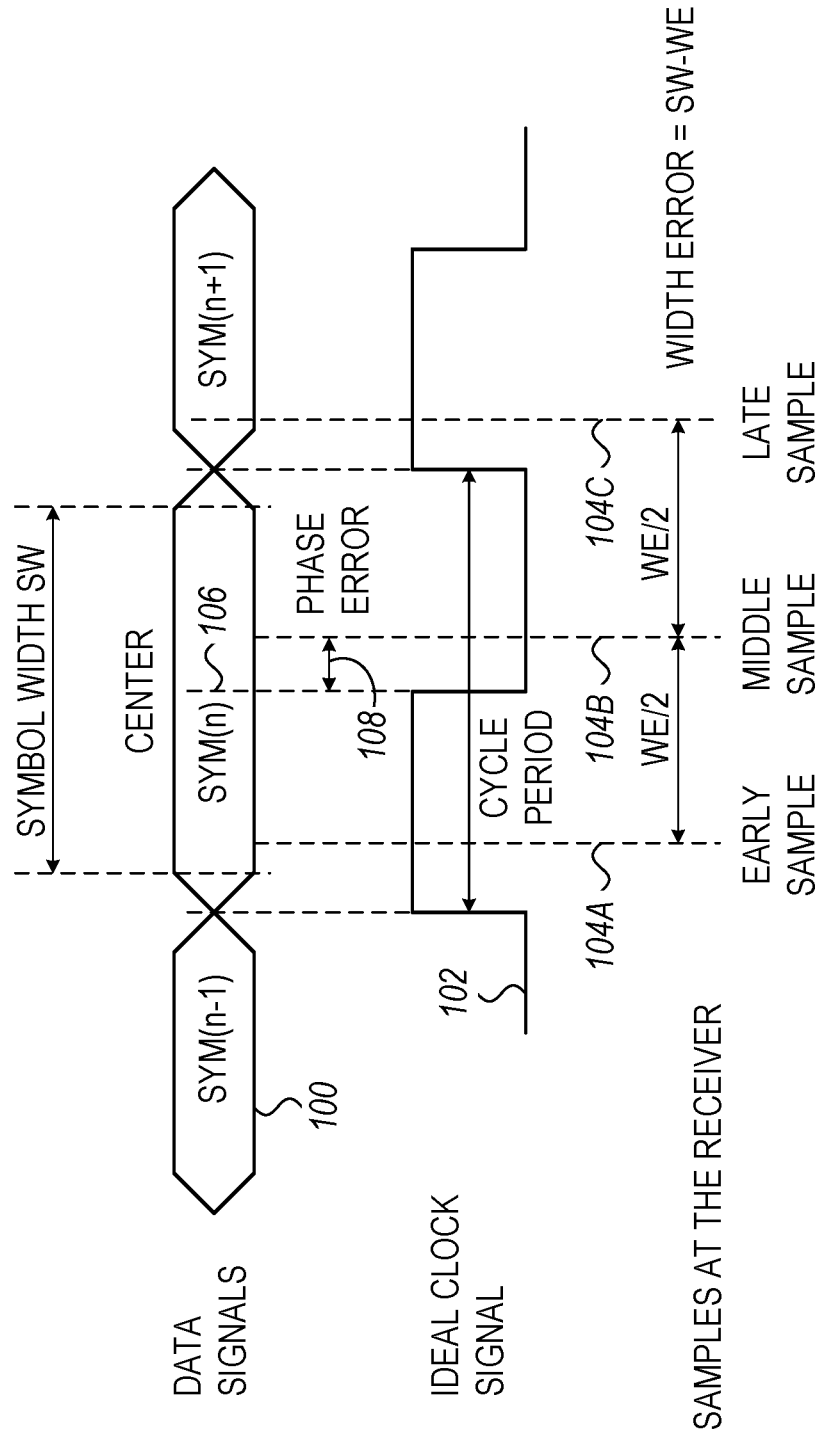 SYMBOL WIDTH SW
CENTER
DATA
SIGNALS
SYM(n-1)
SYM(n)
SYM(n+1)
100
106
PHASE
ERROR
108
IDEAL CLOCK
SIGNAL
102
CYCLE
PERIOD
104A
104B
104C
WE/2
WE/2
WIDTH ERROR = SW-WE
SAMPLES AT THE RECEIVER
EARLY
SAMPLE
MIDDLE
SAMPLE
LATE
SAMPLE